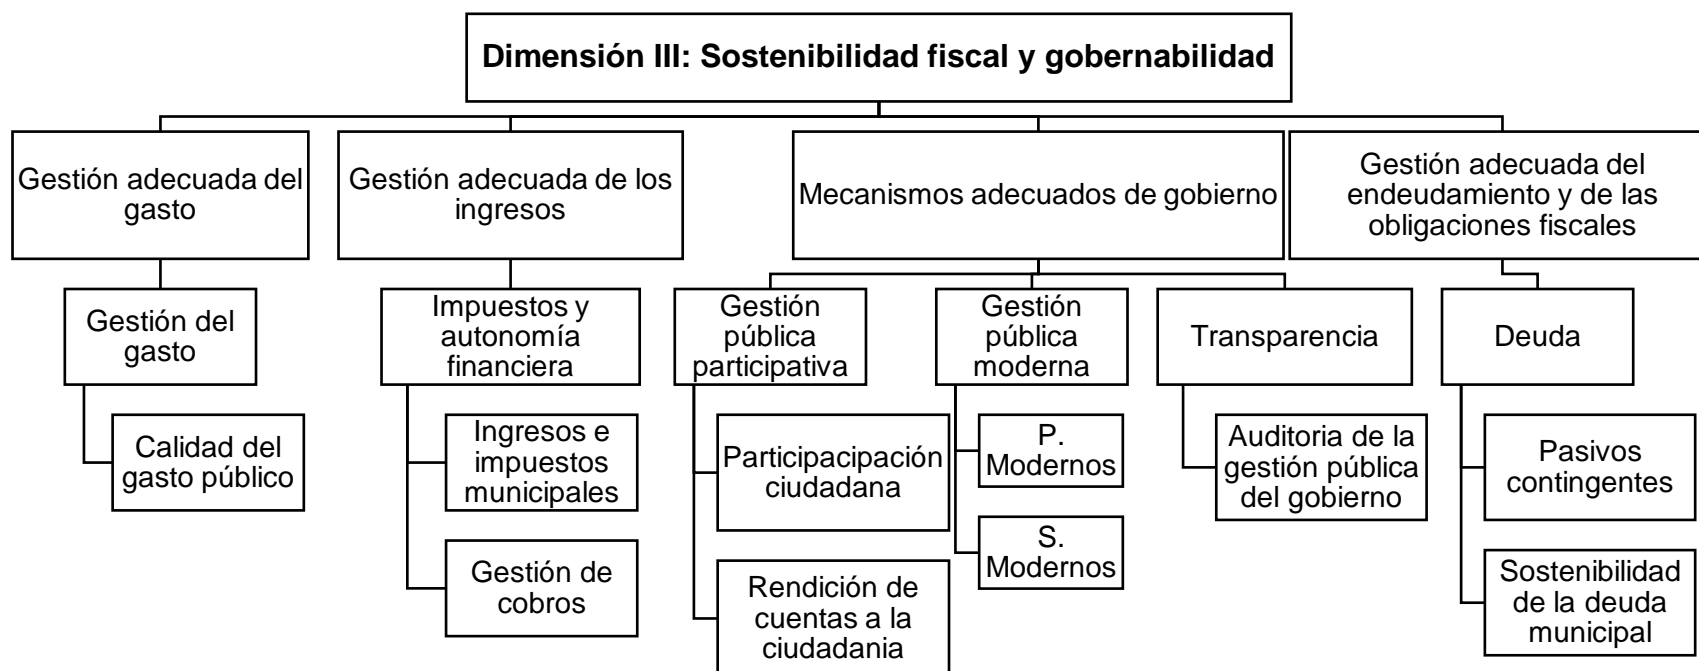 Dimensión III: Sostenibilidad fiscal y gobernabilidad
Gestión adecuada del
gasto
Gestión adecuada de los
ingresos
Mecanismos adecuados de gobierno
Gestión adecuada del
endeudamiento y de las
obligaciones fiscales
Gestión del
gasto
Impuestos y
autonomía
financiera
Gestión
pública
participativa
Gestión
pública
moderna
Transparencia
Deuda
Calidad del
gasto público
Ingresos e
impuestos
municipales
Participacipación
ciudadana
P.
Modernos
Auditoria de la
gestión pública
del gobierno
Pasivos
contingentes
Gestión de
cobros
Rendición de
cuentas a la
ciudadania
S.
Modernos
Sostenibilidad
de la deuda
municipal